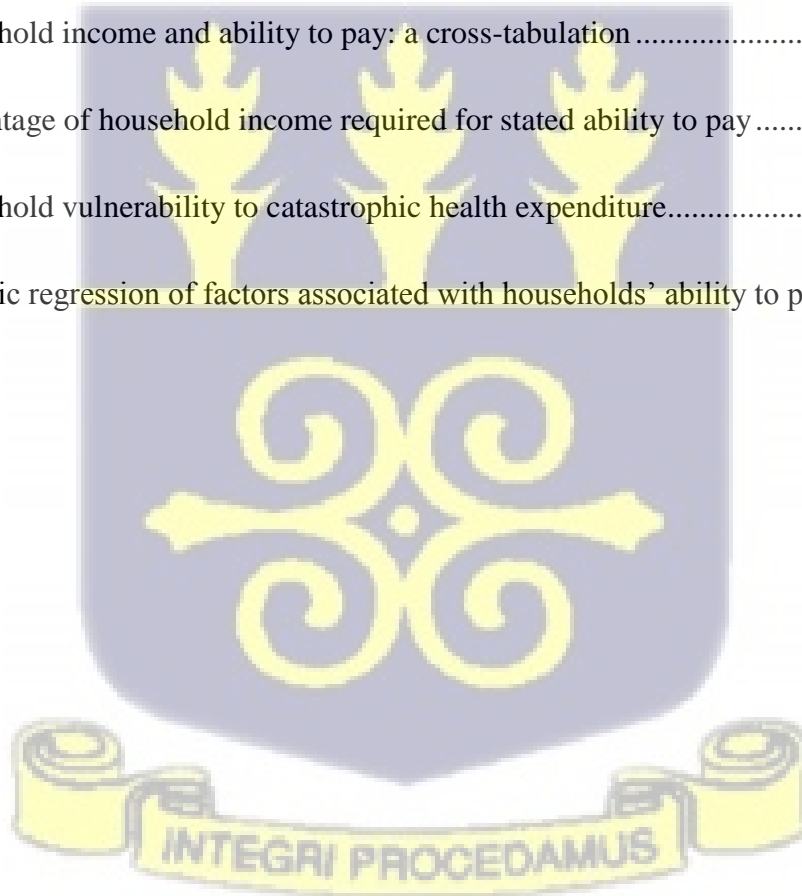 hold income and ability to pay: a cross-tabulation .....................
ntage of household income required for stated ability to pay ......
hold vulnerability to catastrophic health expenditure.................
ic regression of factors associated with households’ ability to p
INTEGRI PROCEDAMUS